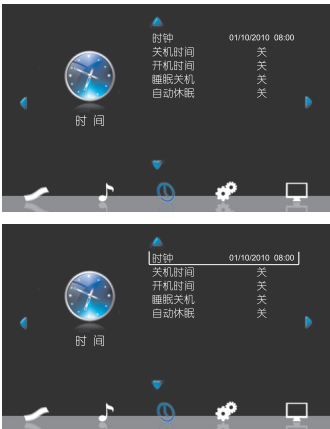 时钟 01/10/2010 08:00
关机时间 关
开机时间 关
睡眠关机 关
自动休眠 关
时 间
时钟 01/10/2010 08:00
关机时间 关
开机时间 关
睡眠关机 关
自动休眠 关
时 间